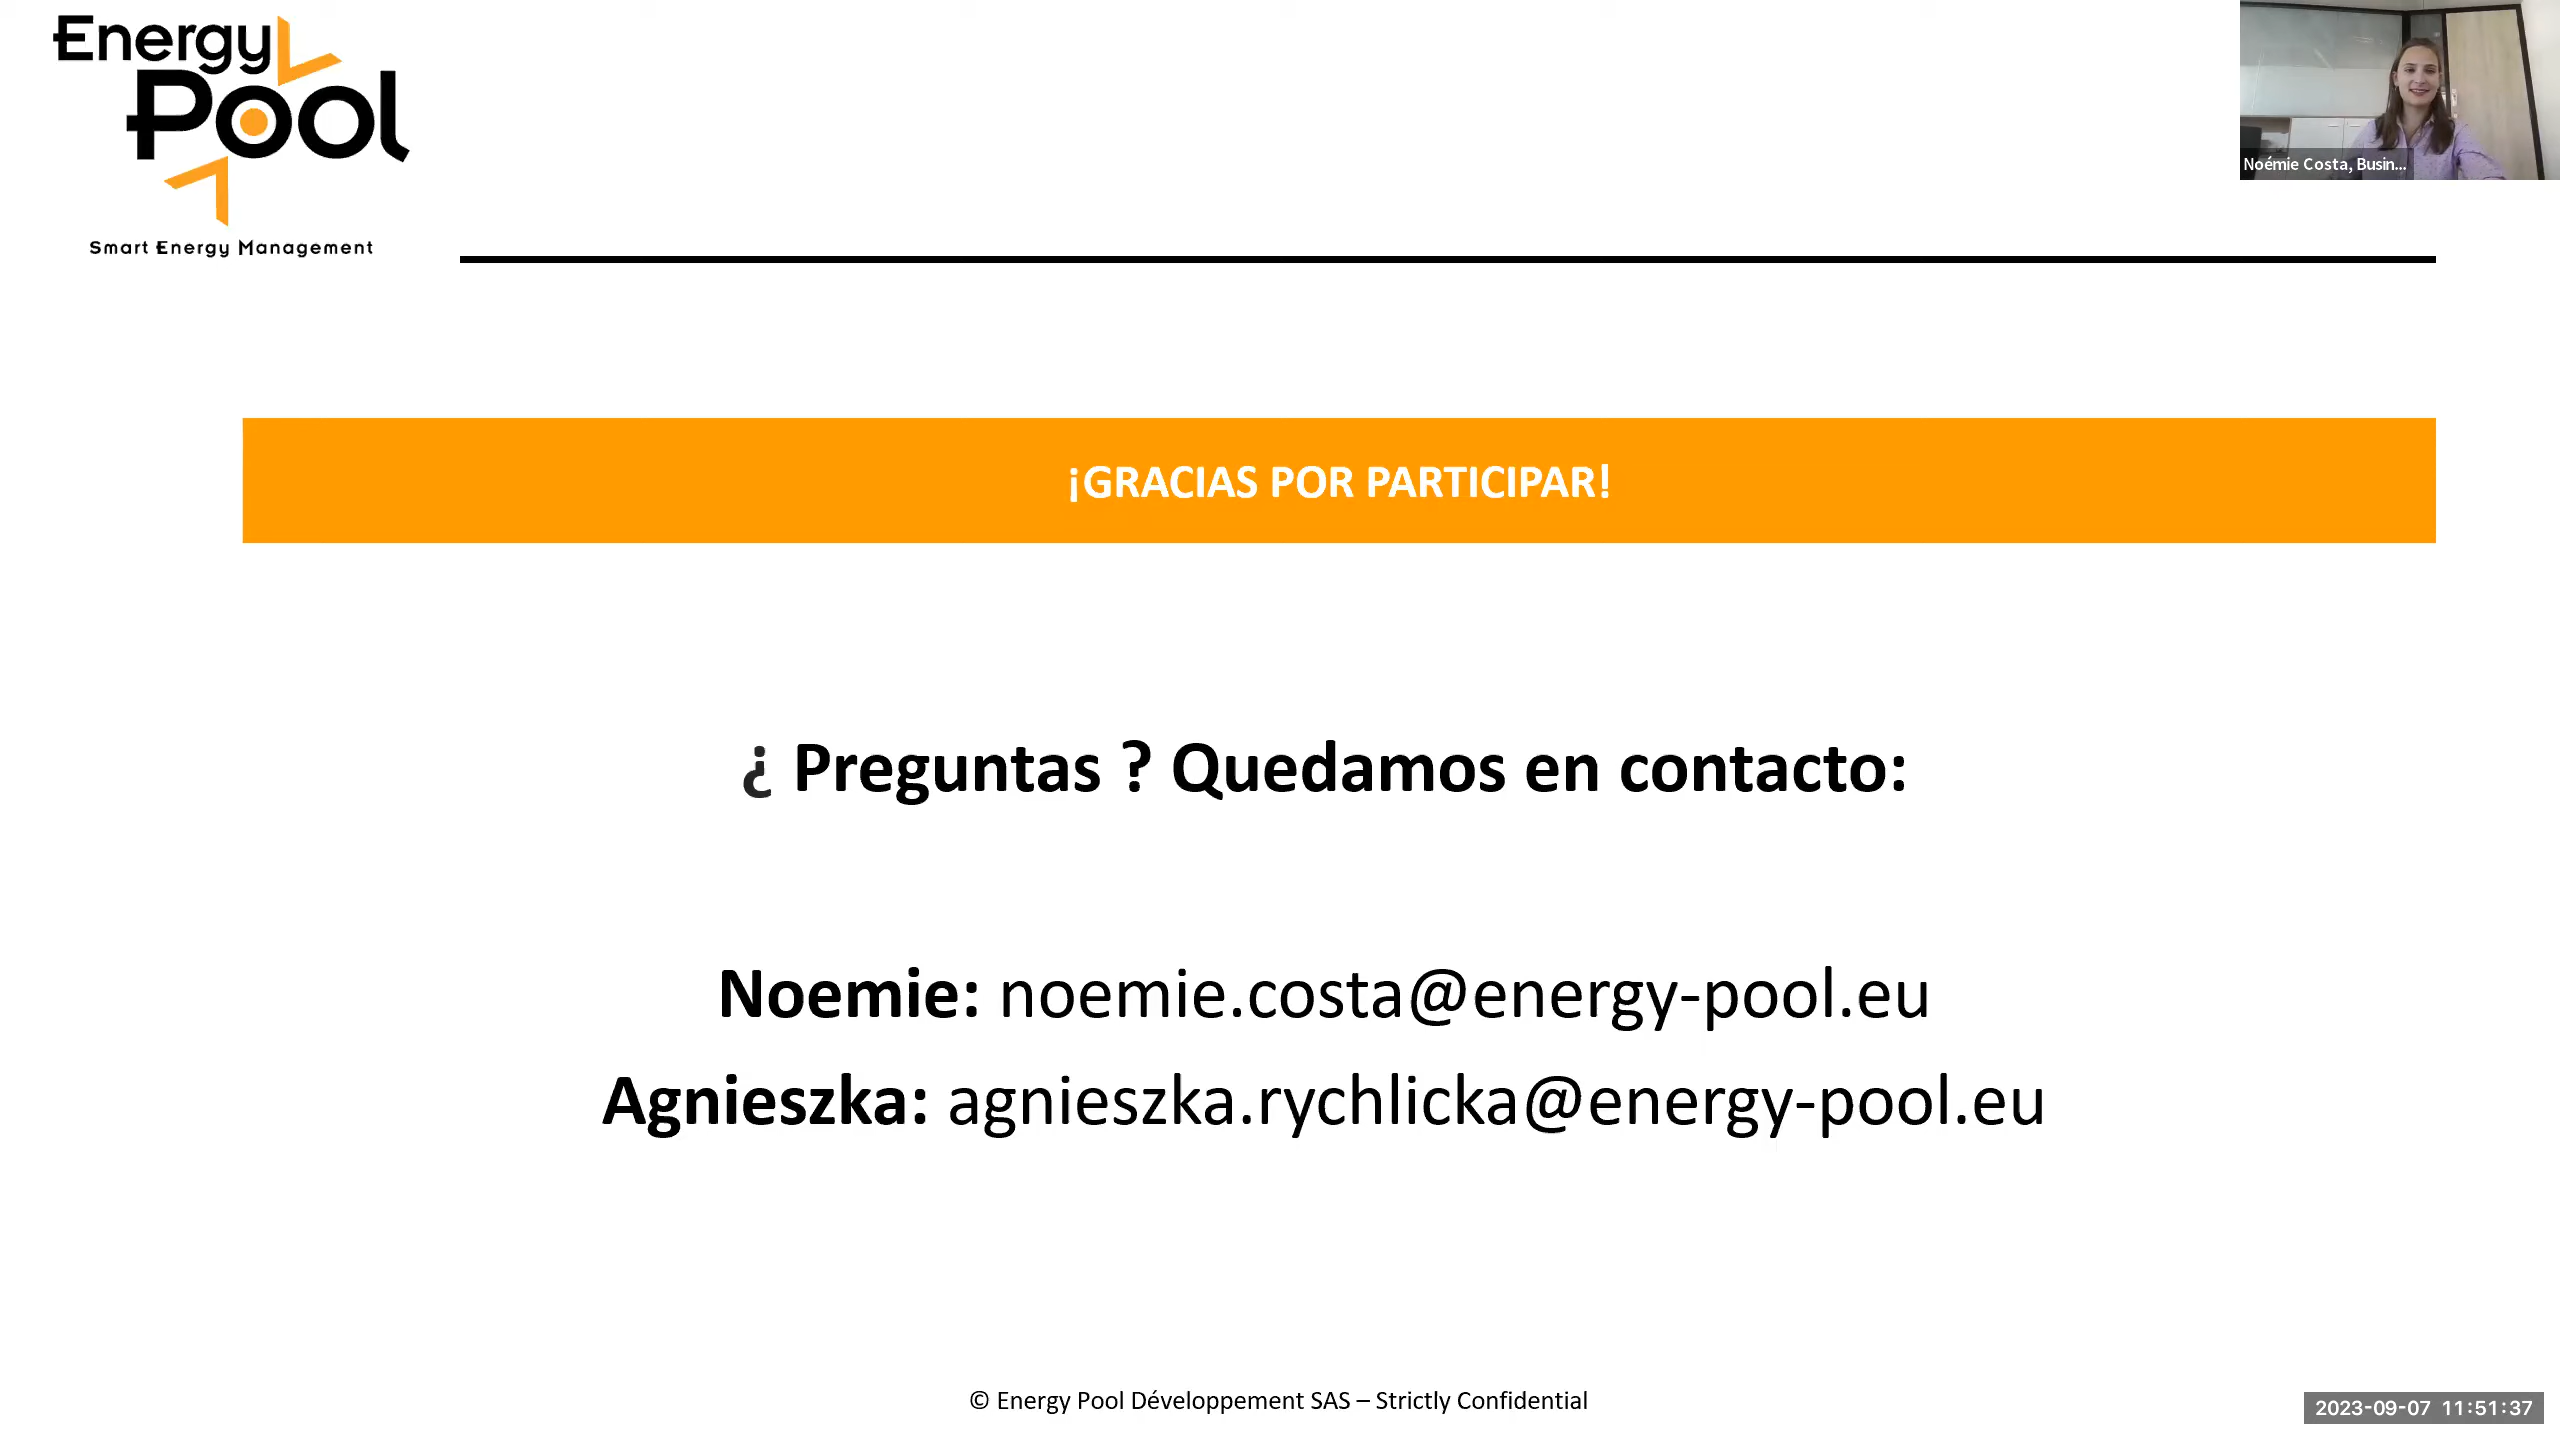 Energy
Pool
Smart Energy Management
Noémie Costa, Busin...
¡GRACIAS POR PARTICIPAR!
¿ Preguntas ? Quedamos en contacto:
Noemie: noemie.costa@energy-pool.eu
Agnieszka: agnieszka.rychlicka@energy-pool.eu
© Energy Pool Développement SAS – Strictly Confidential
2023-09-07 11:51:37